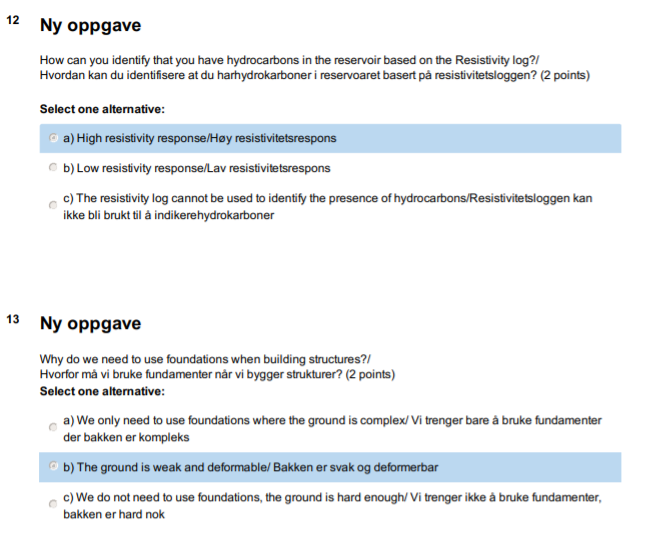 12 Ny oppgave
How can you identify that you have hydrocarbons in the reservoir based on the Resistivity log?/
Hvordan kan du identifisere at du harhydrokarboner i reservoaret basert på resistivitetsloggen? (2 points)
Select one alternative:
a) High resistivity response/Høy resistivitetsrespons
b) Low resistivity response/Lav resistivitetsrespons
c) The resistivity log cannot be used to identify the presence of hydrocarbons/Resistivitetsloggen kan
ikke bli brukt til å indikerehydrokarboner
13 Ny oppgave
Why do we need to use foundations when building structures?/
Hvorfor må vi bruke fundamenter når vi bygger strukturer? (2 points)
Select one alternative:
a) We only need to use foundations where the ground is complex/ Vi trenger bare å bruke fundamenter
der bakken er kompleks
b) The ground is weak and deformable/ Bakken er svak og deformerbar
c) We do not need to use foundations, the ground is hard enough/ Vi trenger ikke å bruke fundamenter,
bakken er hard nok